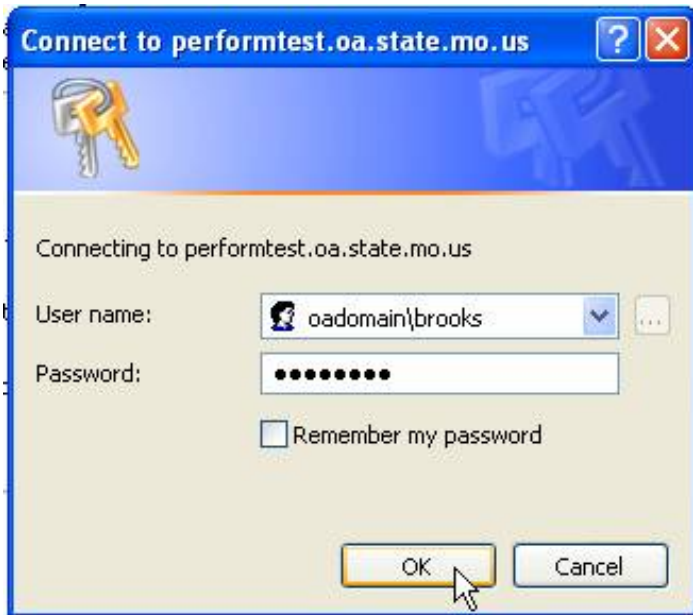 Connect to performtest.oa.state.mo.us
Connecting to performtest.oa.state.mo.us
User name: oadomain\brooks ...
Password: ••••••••
Remember my password
OK Cancel